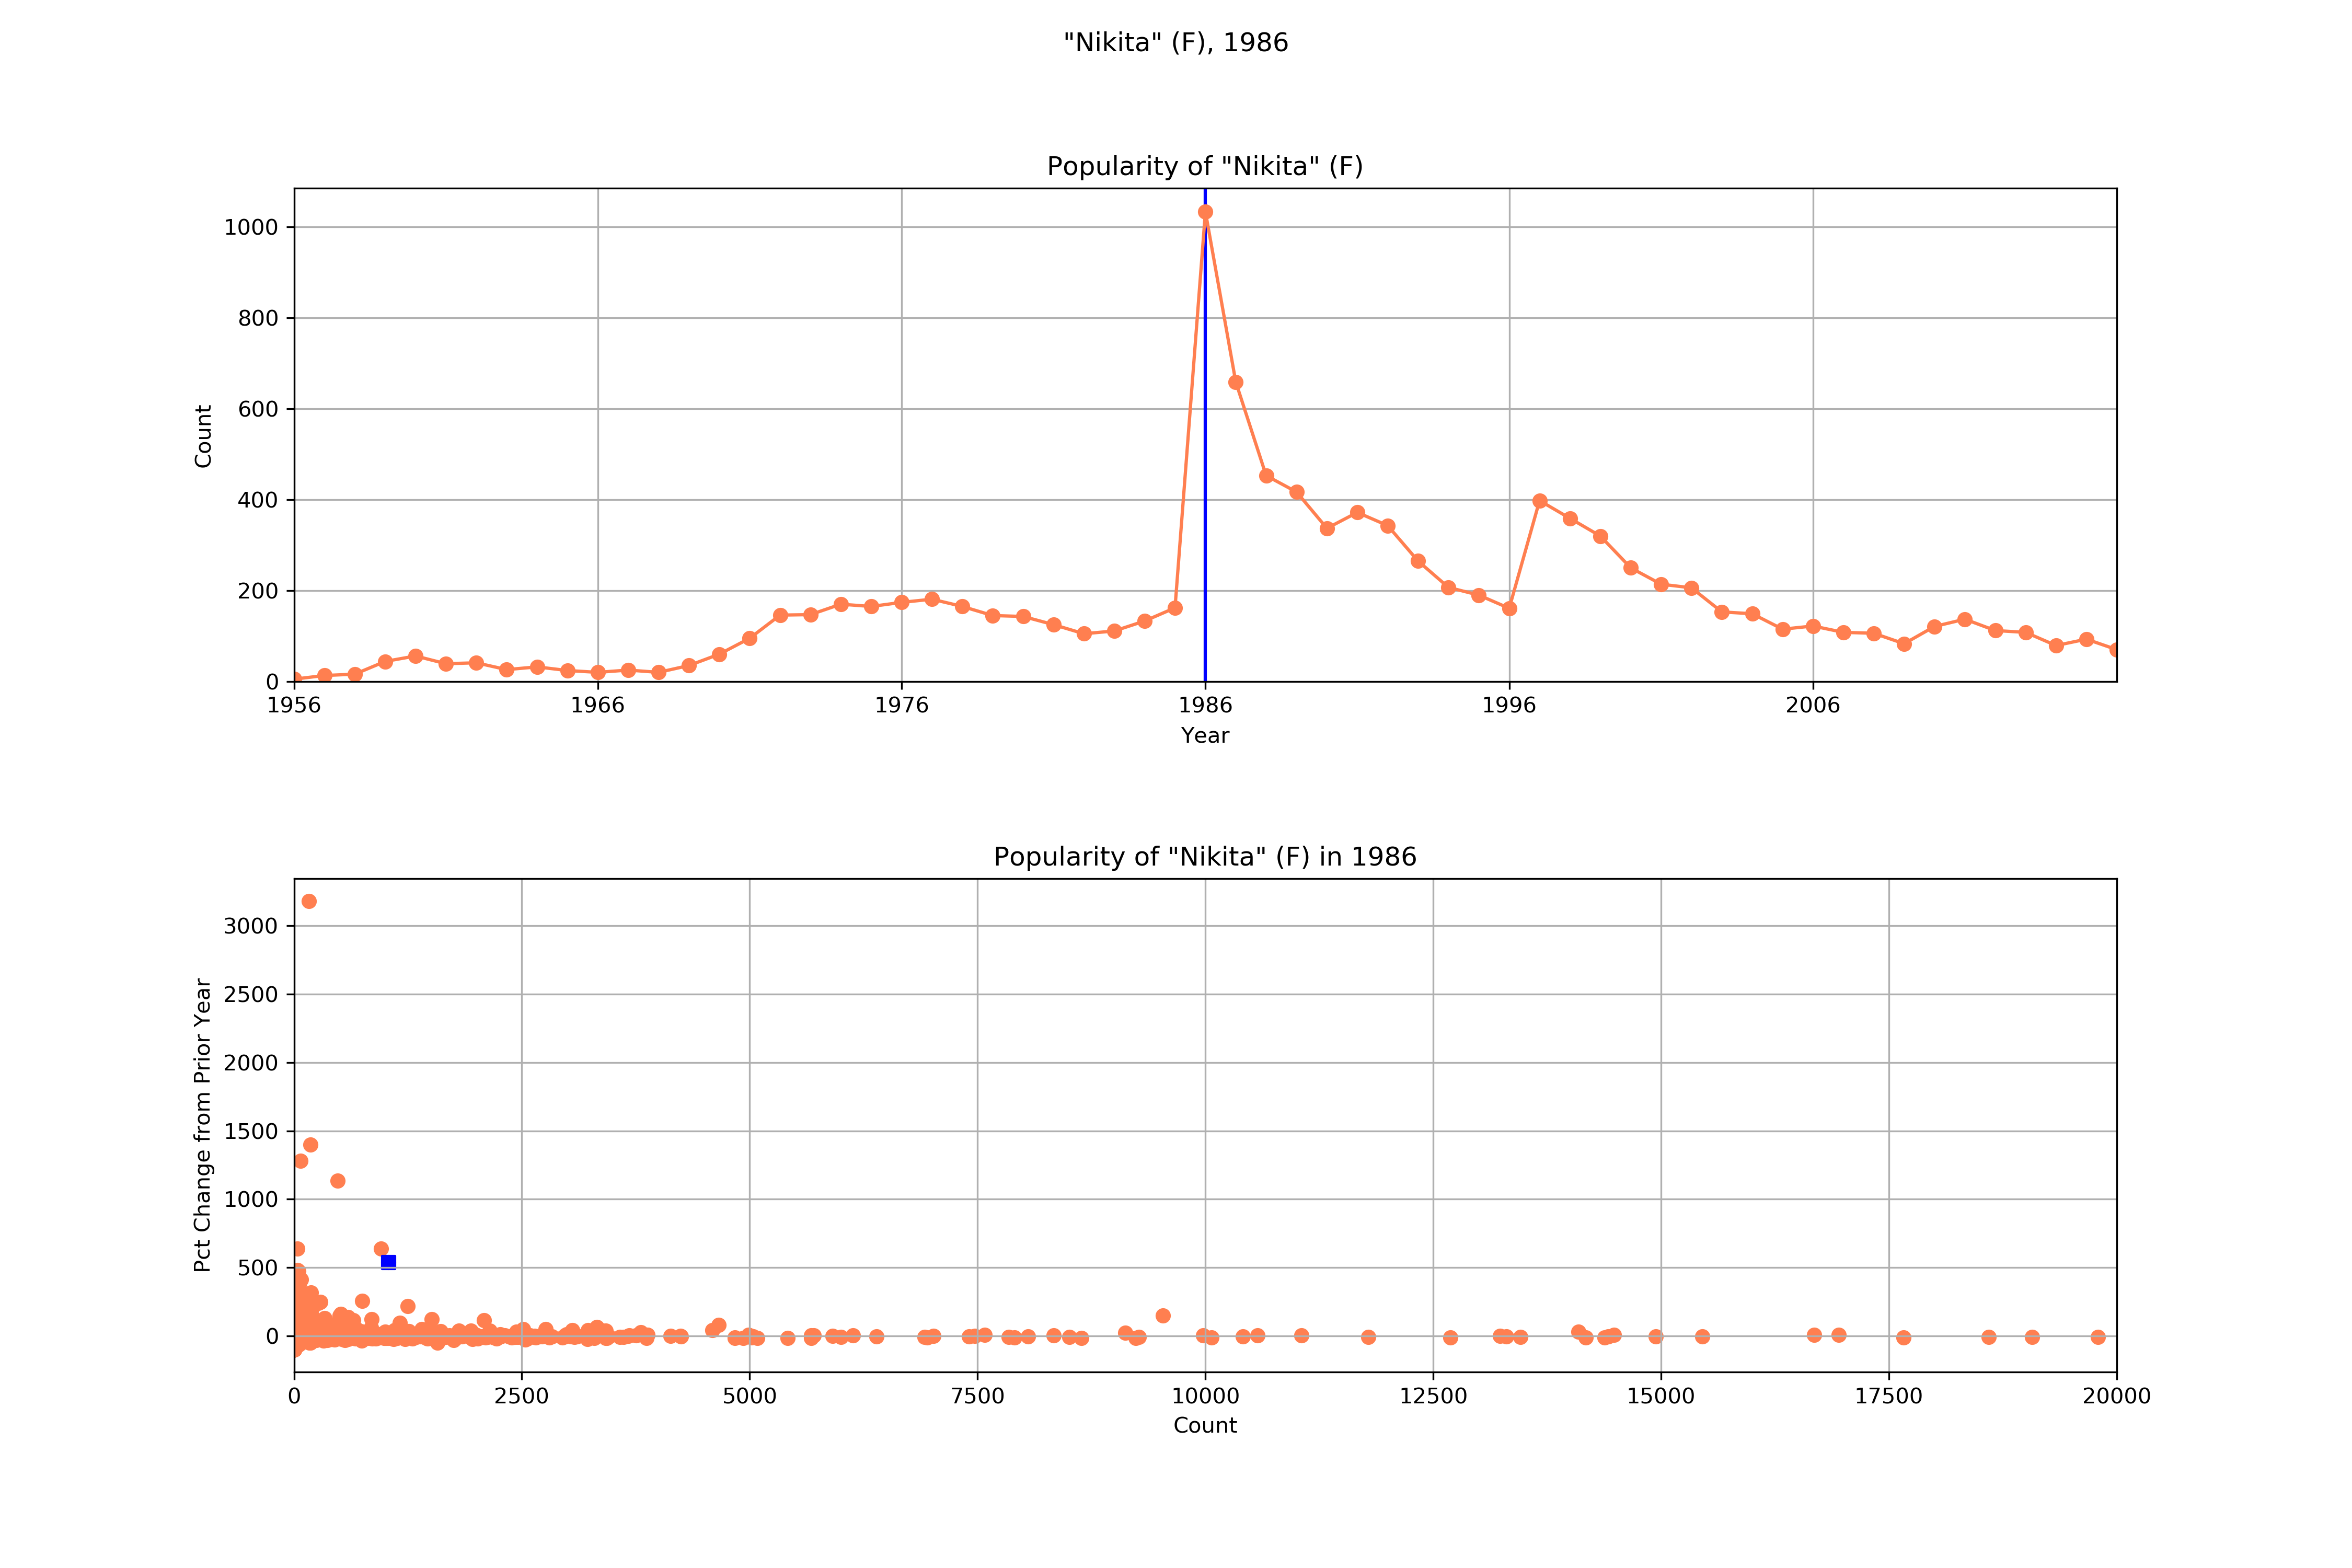 "Nikita" (F), 1986
Popularity of "Nikita" (F)
1000
800
600
400
200
0
Count
1956 1966 1976 1986 1996 2006
Year
Popularity of "Nikita" (F) in 1986
3000
2500
2000
1500
1000
500
0
Pct Change from Prior Year
0 2500 5000 7500 10000 12500 15000 17500 20000
Count